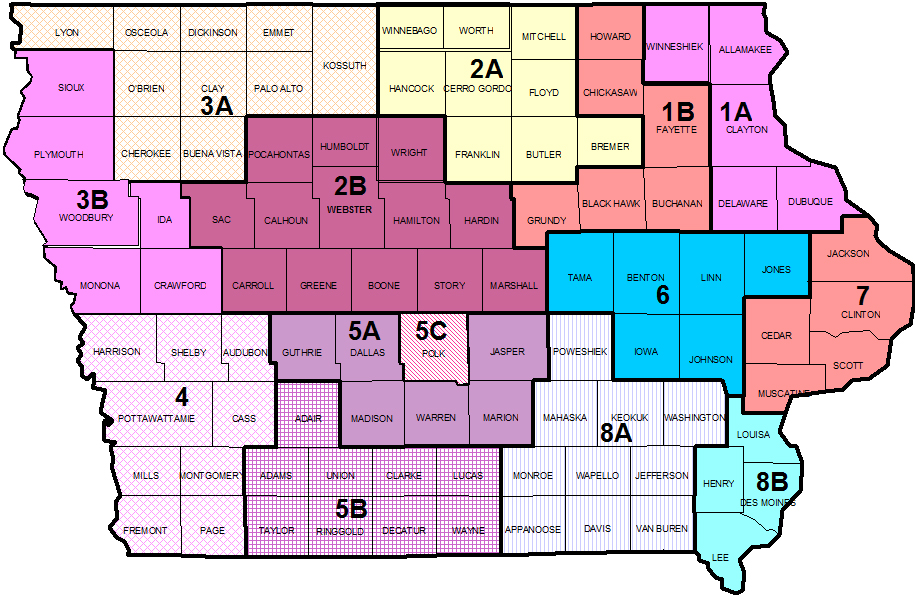 LYON OSCEOLA DICKINSON EMMET WINNEBAGO WORTH MITCHELL HOWARD WINNESHIEK ALLAMAKEE
KOSSUTH
2A
SIOUX O'BRIEN CLAY PALO ALTO HANCOCK CERRO GORDO FLOYD CHICKASAW
3A 1B 1A
FAYETTE CLAYTON
PLYMOUTH CHEROKEE BUENA VISTA POCAHONTAS HUMBOLDT WRIGHT FRANKLIN BUTLER BREMER
3B 2B
WOODBURY IDA SAC CALHOUN WEBSTER HAMILTON HARDIN GRUNDY BLACK HAWK BUCHANAN DELAWARE DUBUQUE
JACKSON
MONONA CRAWFORD CARROLL GREENE BOONE STORY MARSHALL TAMA BENTON LINN JONES
6 7
CLINTON
5A 5C
HARRISON SHELBY AUDUBON GUTHRIE DALLAS POLK JASPER POWESHIEK IOWA JOHNSON CEDAR
SCOTT
4 MUSCATINE
POTTAWATTAMIE CASS ADAIR MADISON WARREN MARION MAHASKA KEOKUK WASHINGTON
8A LOUISA
MILLS MONTGOMERY ADAMS UNION CLARKE LUCAS MONROE WAPELLO JEFFERSON HENRY 8B
5B DES MOINES
FREMONT PAGE TAYLOR RINGGOLD DECATUR WAYNE APPANOOSE DAVIS VAN BUREN
LEE